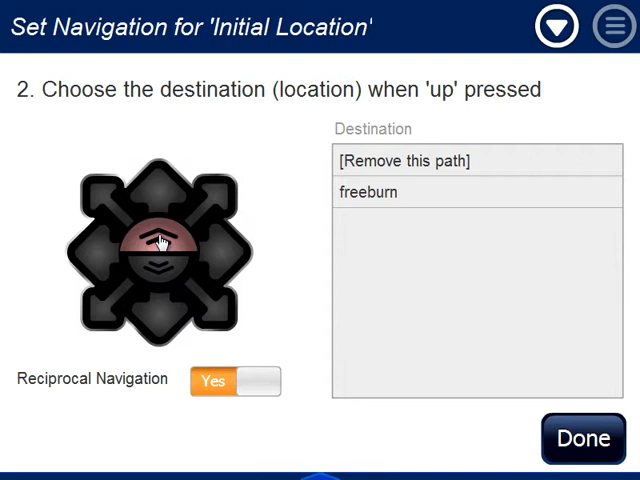 Set Navigation for 'Initial Location'
2. Choose the destination (location) when 'up' pressed
Destination
[Remove this path]
freeburn
Reciprocal Navigation
Yes
Done